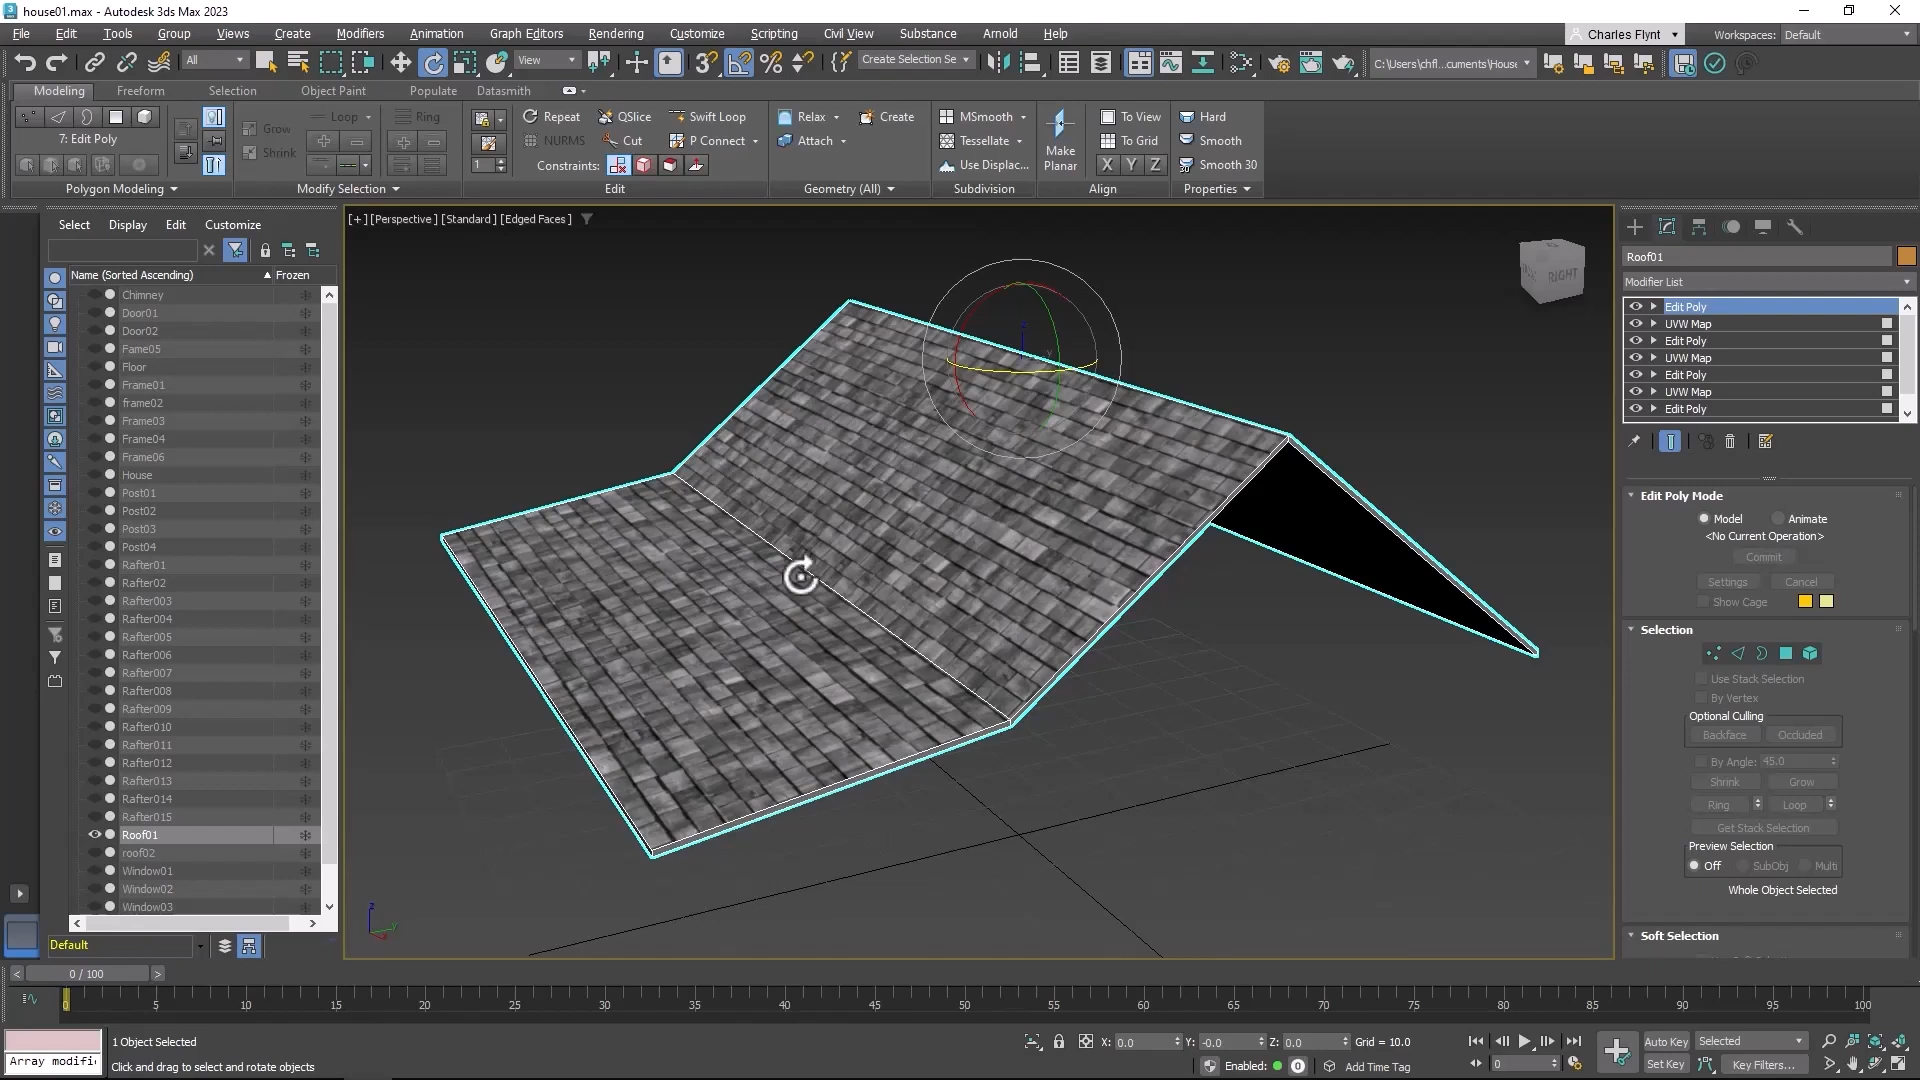 house01.max - Autodesk 3ds Max 2023
File Edit Tools Group Views Create Modifiers Animation Graph Editors Rendering Customize Scripting Civil View Substance Arnold Help
Charles Flynt
Workspaces: Default
All
View
Create Selection Se
C:\Users\chfl...cuments\House
Modeling Freeform Selection Object Paint Populate Datasmith
7: Edit Poly
Grow
Shrink
Loop
Ring
1
Repeat QSlice Swift Loop
NURMS Cut P Connect
Constraints:
Relax Create
Attach
MSmooth
Tessellate
Use Displac...
Make Planar
To View
To Grid
X Y Z
Hard
Smooth
Smooth 30
Polygon Modeling Modify Selection Edit Geometry (All) Subdivision Align Properties
Select Display Edit Customize
Name (Sorted Ascending) Frozen
Chimney
Door01
Door02
Fame05
Floor
Frame01
frame02
Frame03
Frame04
Frame06
House
Post01
Post02
Post03
Post04
Rafter01
Rafter02
Rafter003
Rafter004
Rafter005
Rafter006
Rafter007
Rafter008
Rafter009
Rafter010
Rafter011
Rafter012
Rafter013
Rafter014
Rafter015
Roof01
roof02
Window01
Window02
Window03
Default
[+] [Perspective ] [Standard ] [Edged Faces ]
RIGHT
Roof01
Modifier List
Edit Poly
UVW Map
Edit Poly
UVW Map
Edit Poly
UVW Map
Edit Poly
Edit Poly Mode
Model Animate
<No Current Operation>
Commit
Settings Cancel
Show Cage
Selection
Use Stack Selection
By Vertex
Optional Culling
Backface Occluded
By Angle: 45.0
Shrink Grow
Ring Loop
Get Stack Selection
Preview Selection
Off SubObj Multi
Whole Object Selected
Soft Selection
< 0 / 100 >
0 5 10 15 20 25 30 35 40 45 50 55 60 65 70 75 80 85 90 95 100
1 Object Selected
X: 0.0 Y: -0.0 Z: 0.0 Grid = 10.0
Auto Key Selected
Array modifi
Click and drag to select and rotate objects
Enabled: 0 Add Time Tag
0
Set Key Key Filters...